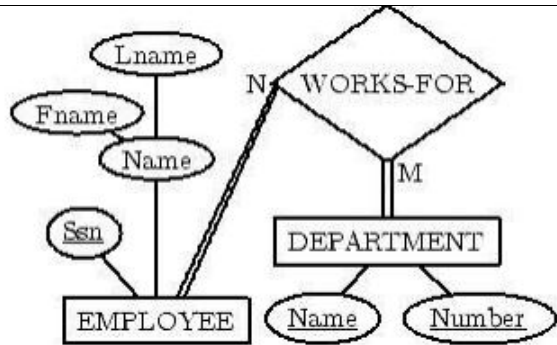 Lname
N
WORKS-FOR
Fname
Name
M
Ssn
DEPARTMENT
EMPLOYEE
Name
Number